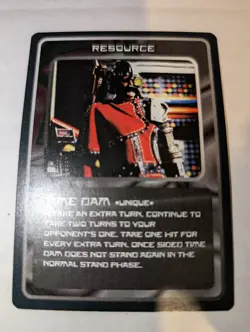 RESOURCE
TIME DAM •UNIQUE•
TAKE AN EXTRA TURN. CONTINUE TO
TAKE TWO TURNS TO YOUR
OPPONENT'S ONE. TAKE ONE HIT FOR
EVERY EXTRA TURN. ONCE SIDED TIME
DAM DOES NOT STAND AGAIN IN THE
NORMAL STAND PHASE.